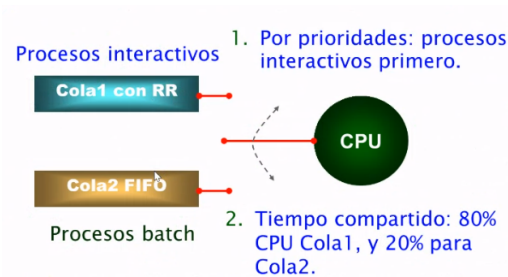 1. Por prioridades: procesos
interactivos primero.
Procesos interactivos
Cola1 con RR
CPU
Cola2 FIFO
Procesos batch
2. Tiempo compartido: 80%
CPU Cola1, y 20% para
Cola2.